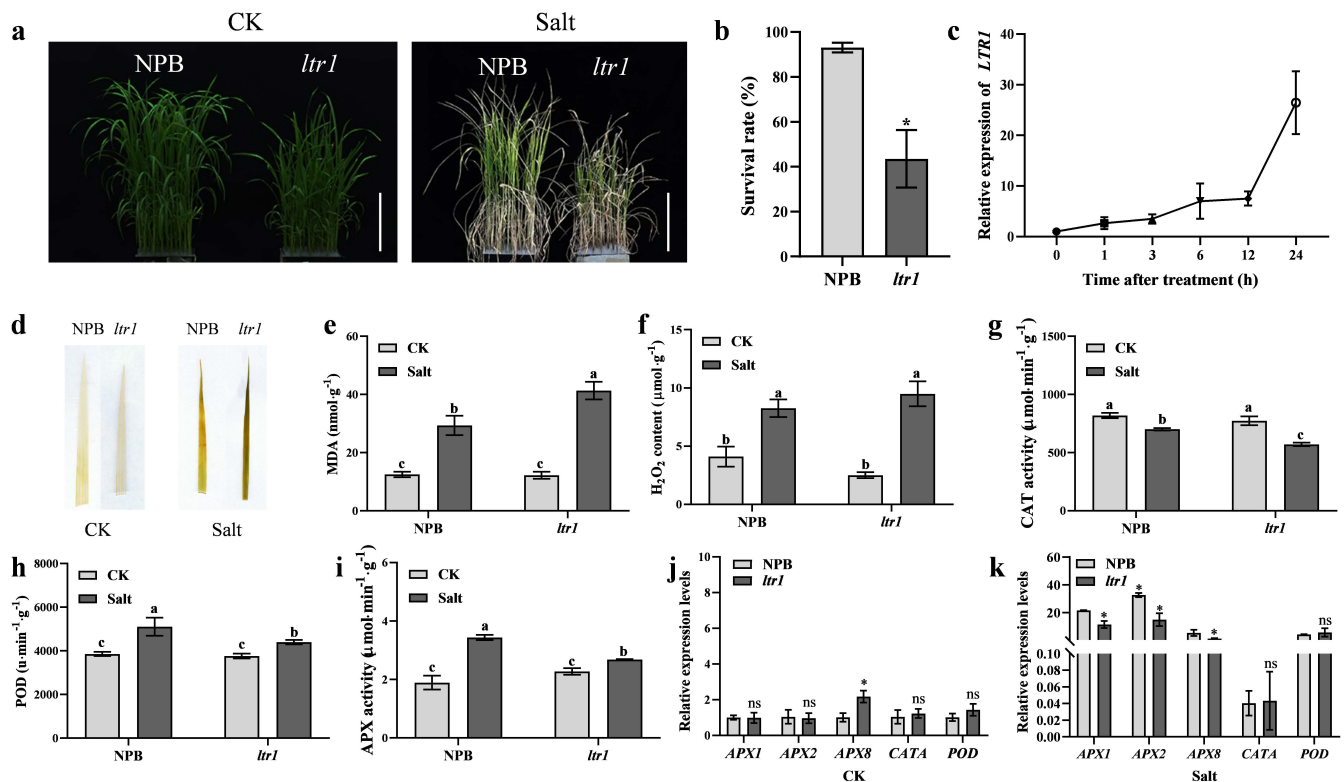 a
CK
Salt
NPB
ltr1
NPB
ltr1
b
Survival rate (%)
100
80
60
40
20
0
*
NPB
ltr1
c
Relative expression of LTR1
40
30
20
10
0
0 1 3 6 12 24
Time after treatment (h)
d
NPB ltr1
NPB ltr1
CK
Salt
e
MDA (nmol·g⁻¹)
60
40
20
0
CK
Salt
c
b
c
a
NPB
ltr1
f
H₂O₂ content (μmol·g⁻¹)
15
10
5
0
CK
Salt
b
a
b
a
NPB
ltr1
g
CAT activity (μmol·min⁻¹·g⁻¹)
1500
1000
500
0
CK
Salt
a
b
a
c
NPB
ltr1
h
POD (u·min⁻¹·g⁻¹)
8000
6000
4000
2000
0
CK
Salt
c
a
c
b
NPB
ltr1
i
APX activity (μmol·min⁻¹·g⁻¹)
6
4
2
0
CK
Salt
c
a
c
b
NPB
ltr1
j
Relative expression levels
10
8
6
4
2
0
NPB
ltr1
ns
ns
*
ns
ns
APX1 APX2 APX8 CATA POD
CK
k
Relative expression levels
60
40
20
0.10
0.08
0.06
0.04
0.02
0.00
NPB
ltr1
*
*
*
*
ns
ns
APX1 APX2 APX8 CATA POD
Salt